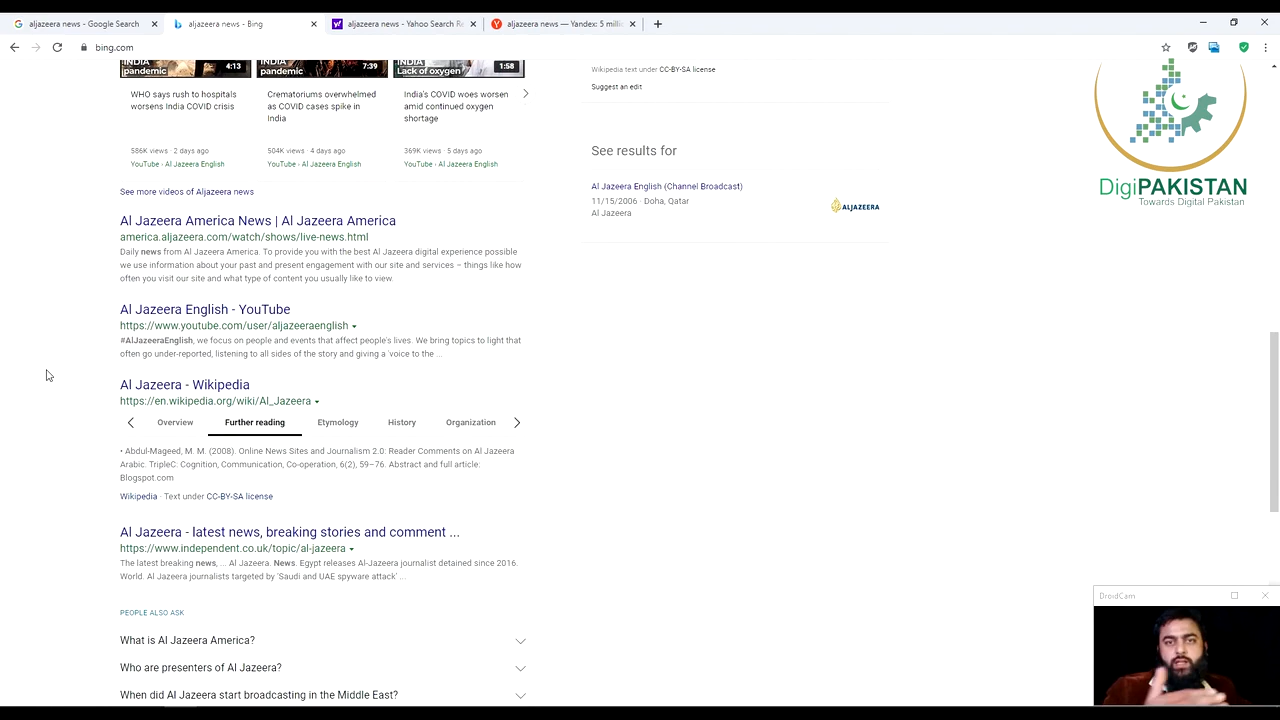 aljazeera news - Google Search
aljazeera news - Bing
aljazeera news - Yahoo Search Re
aljazeera news — Yandex: 5 milli
bing.com
INDIA
pandemic
4:13
INDIA
pandemic
7:39
INDIA
Lack of oxygen
1:58
WHO says rush to hospitals
worsens India COVID crisis
586K views · 2 days ago
YouTube › Al Jazeera English
Crematoriums overwhelmed
as COVID cases spike in
India
504K views · 4 days ago
YouTube › Al Jazeera English
India's COVID woes worsen
amid continued oxygen
shortage
369K views · 5 days ago
YouTube › Al Jazeera English
See more videos of Aljazeera news
Al Jazeera America News | Al Jazeera America
america.aljazeera.com/watch/shows/live-news.html
Daily news from Al Jazeera America. To provide you with the best Al Jazeera digital experience possible
we use information about your past and present engagement with our site and services – things like how
often you visit our site and what type of content you usually like to view.
Al Jazeera English - YouTube
https://www.youtube.com/user/aljazeeraenglish
#AlJazeeraEnglish, we focus on people and events that affect people's lives. We bring topics to light that
often go under-reported, listening to all sides of the story and giving a 'voice to the ...
Al Jazeera - Wikipedia
https://en.wikipedia.org/wiki/Al_Jazeera
Overview Further reading Etymology History Organization
• Abdul-Mageed, M. M. (2008). Online News Sites and Journalism 2.0: Reader Comments on Al Jazeera
Arabic. TripleC: Cognition, Communication, Co-operation, 6(2), 59–76. Abstract and full article:
Blogspot.com
Wikipedia · Text under CC-BY-SA license
Al Jazeera - latest news, breaking stories and comment ...
https://www.independent.co.uk/topic/al-jazeera
The latest breaking news, ... Al Jazeera. News. Egypt releases Al-Jazeera journalist detained since 2016.
World. Al Jazeera journalists targeted by 'Saudi and UAE spyware attack' ...
PEOPLE ALSO ASK
What is Al Jazeera America?
Who are presenters of Al Jazeera?
When did Al Jazeera start broadcasting in the Middle East?
Wikipedia text under CC-BY-SA license
Suggest an edit
See results for
Al Jazeera English (Channel Broadcast)
11/15/2006 · Doha, Qatar
Al Jazeera
ALJAZEERA
DigiPAKISTAN
Towards Digital Pakistan
DroidCam